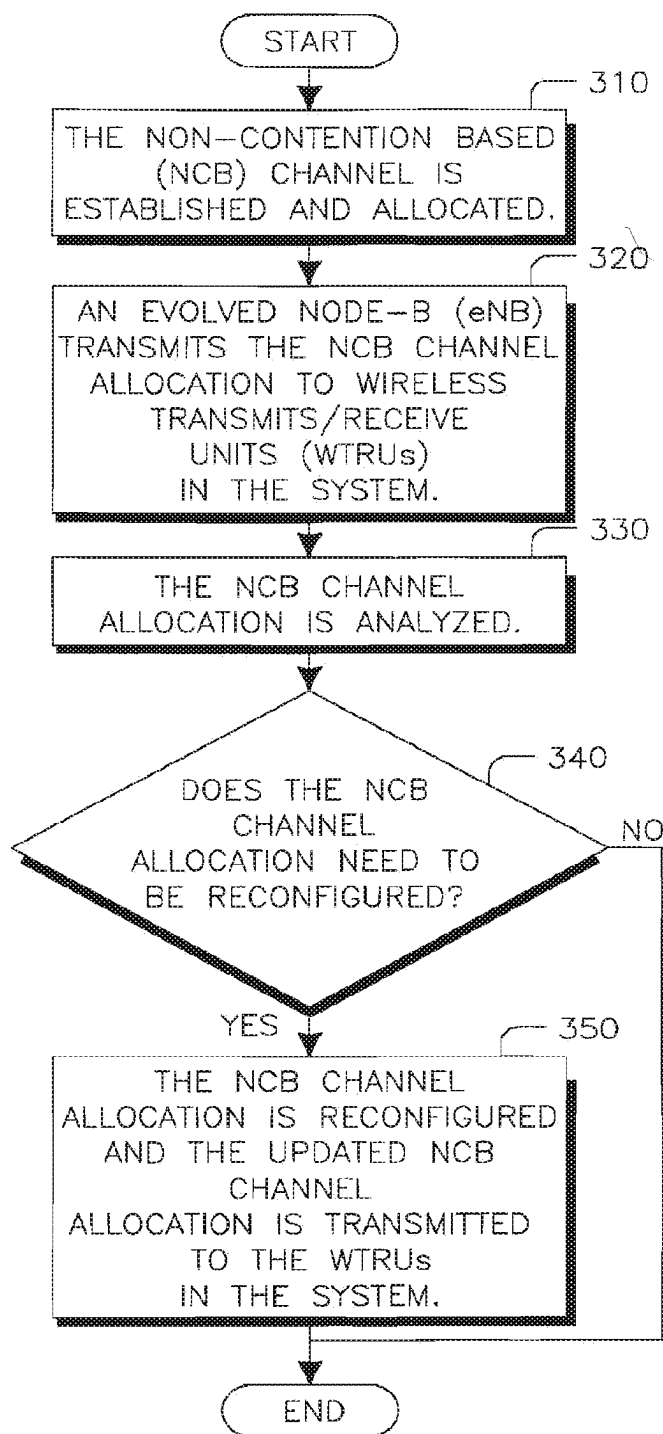 START
310
THE NON-CONTENTION BASED
(NCB) CHANNEL IS
ESTABLISHED AND ALLOCATED.
320
AN EVOLVED NODE-B (eNB)
TRANSMITS THE NCB CHANNEL
ALLOCATION TO WIRELESS
TRANSMITS/RECEIVE
UNITS (WTRUs)
IN THE SYSTEM.
330
THE NCB CHANNEL
ALLOCATION IS ANALYZED.
340
DOES THE NCB
CHANNEL
ALLOCATION NEED TO
BE RECONFIGURED?
NO
YES
350
THE NCB CHANNEL
ALLOCATION IS RECONFIGURED
AND THE UPDATED NCB
CHANNEL
ALLOCATION IS TRANSMITTED
TO THE WTRUs
IN THE SYSTEM.
END